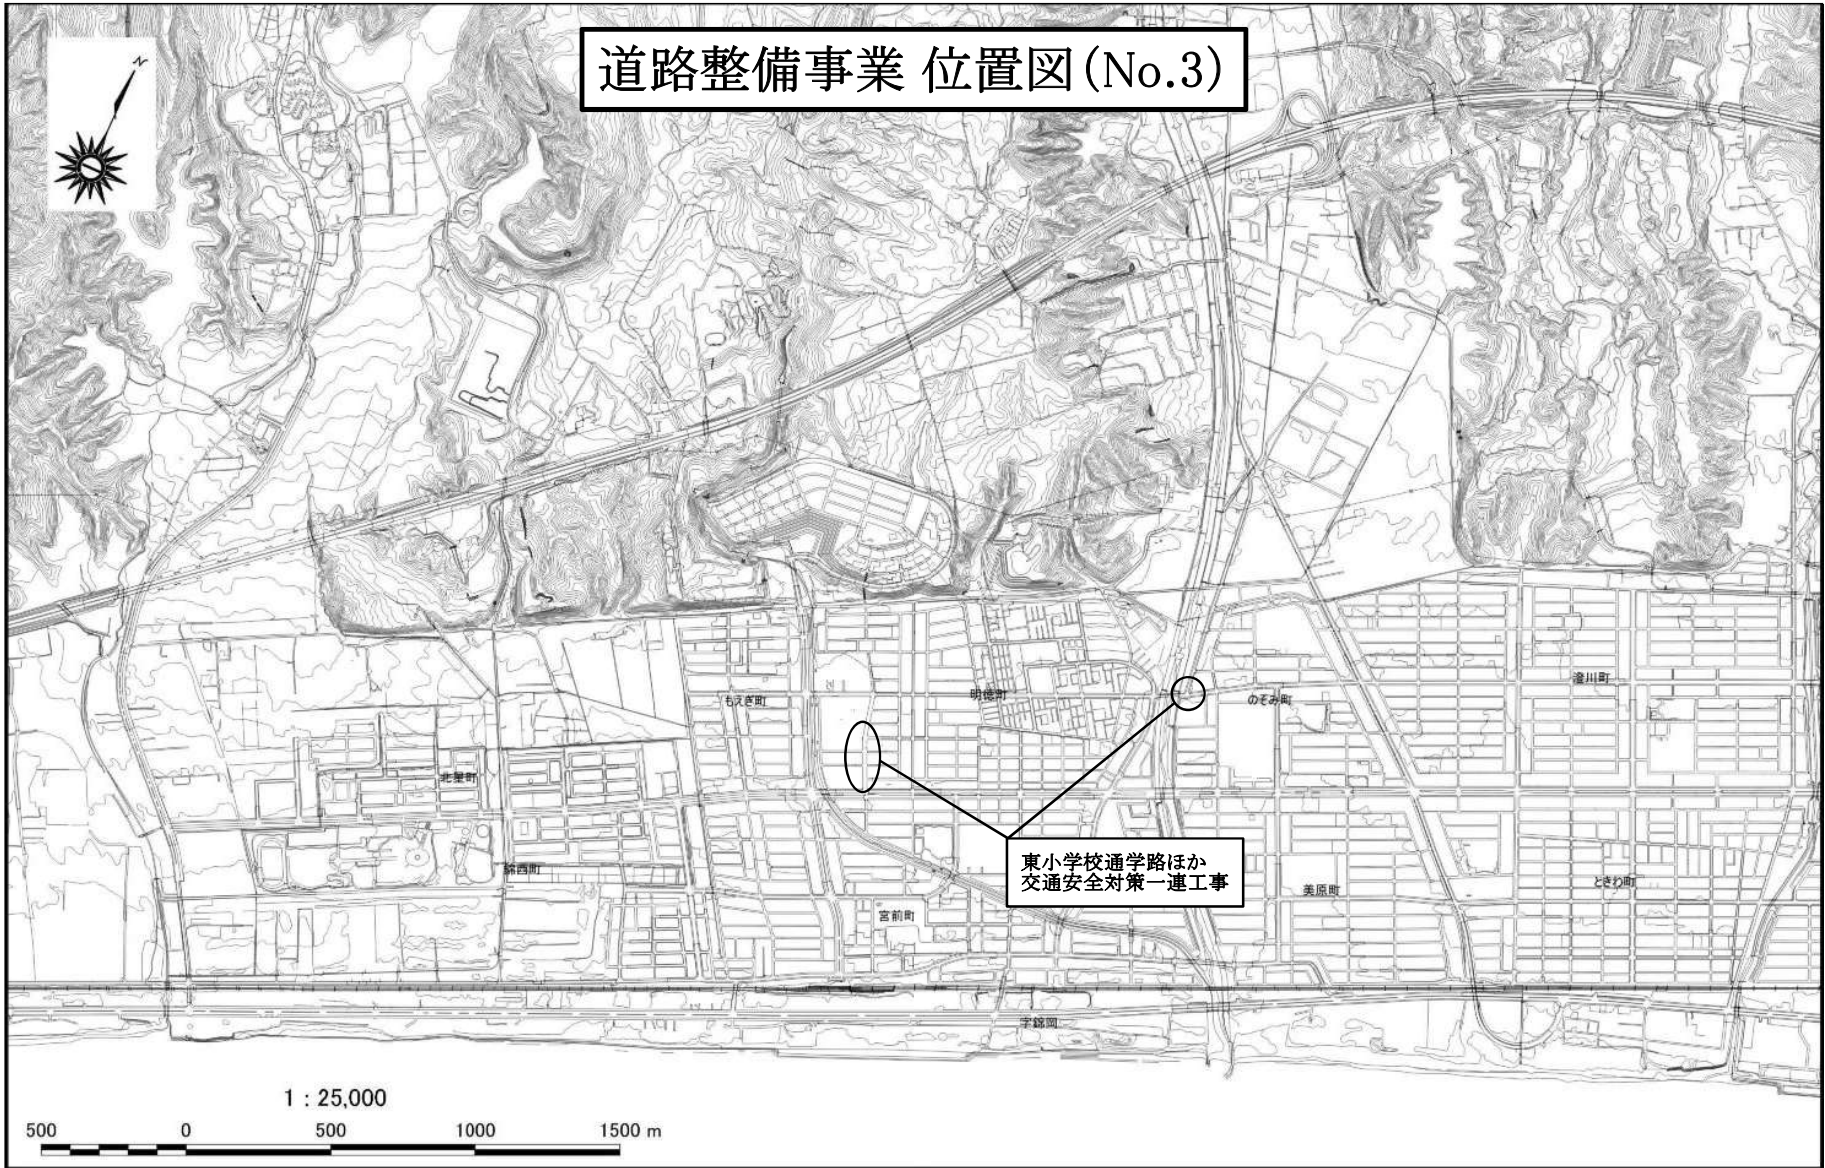 道路整備事業 位置図(No.3)
N
もえぎ町
明徳町
のぞみ町
澄川町
北星町
錦西町
東小学校通学路ほか
交通安全対策一連工事
宮前町
美原町
ときわ町
字錦岡
1 : 25,000
500 0 500 1000 1500 m